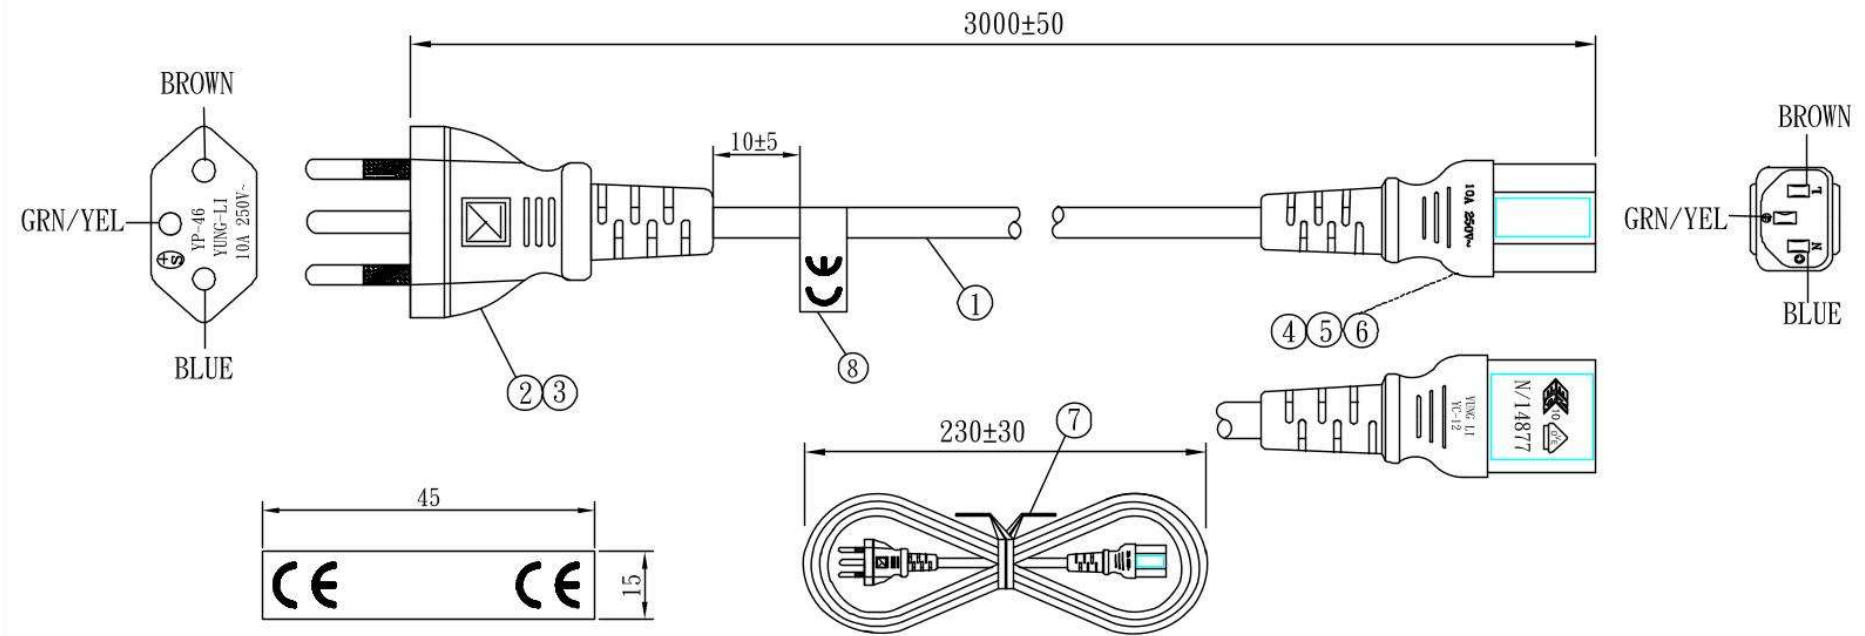 3000±50
BROWN
GRN/YEL
BLUE
YP-46
YUNG-LI
10A 250V~
S
10±5
CE
1
2 3
8
10A 250V~
4 5 6
BROWN
GRN/YEL
BLUE
L
N
YUNG LI
YC-12
10
N/14877
230±30
7
45
CE CE
15